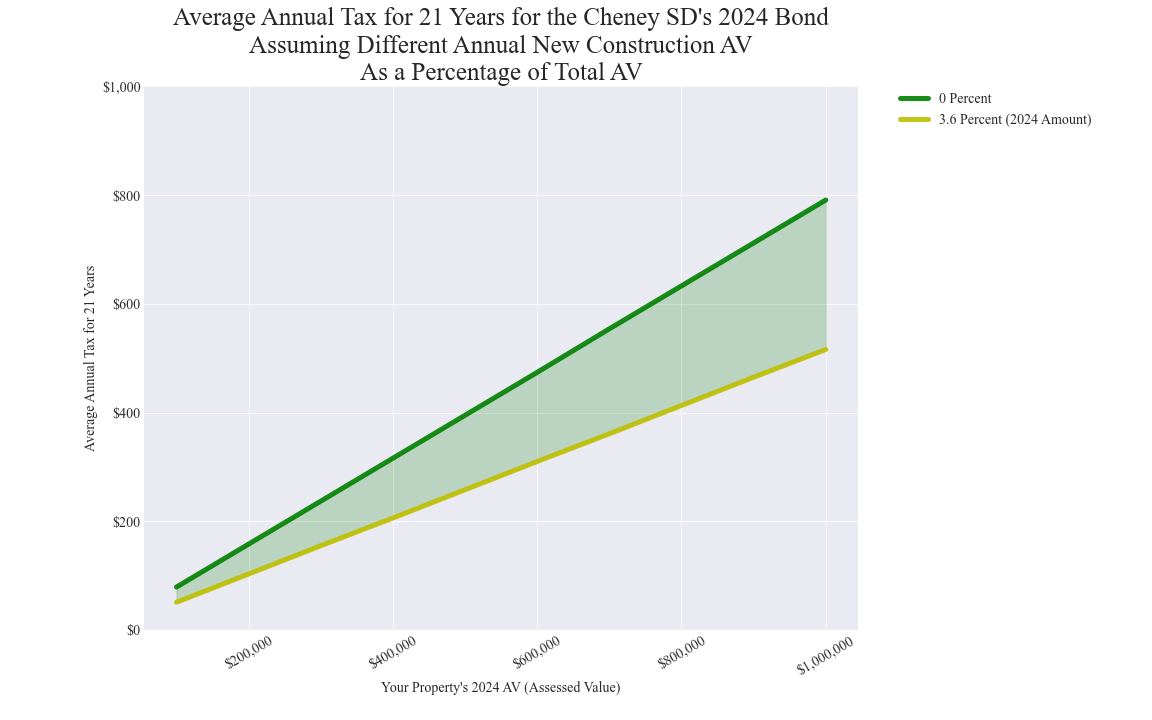 Average Annual Tax for 21 Years for the Cheney SD's 2024 Bond
Assuming Different Annual New Construction AV
As a Percentage of Total AV
0 Percent
3.6 Percent (2024 Amount)
Average Annual Tax for 21 Years
$1,000
$800
$600
$400
$200
$0
$200,000
$400,000
$600,000
$800,000
$1,000,000
Your Property's 2024 AV (Assessed Value)